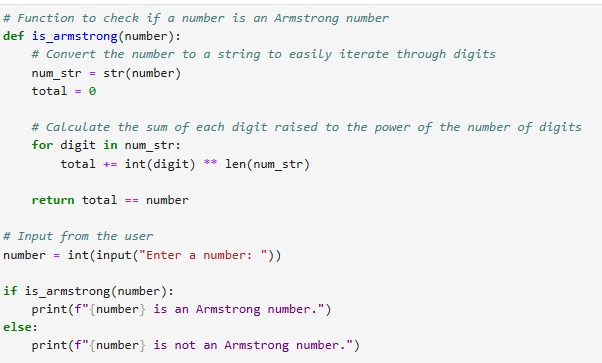 # Function to check if a number is an Armstrong number
def is_armstrong(number):
    # Convert the number to a string to easily iterate through digits
    num_str = str(number)
    total = 0

    # Calculate the sum of each digit raised to the power of the number of digits
    for digit in num_str:
        total += int(digit) ** len(num_str)

    return total == number

# Input from the user
number = int(input("Enter a number: "))

if is_armstrong(number):
    print(f"{number} is an Armstrong number.")
else:
    print(f"{number} is not an Armstrong number.")